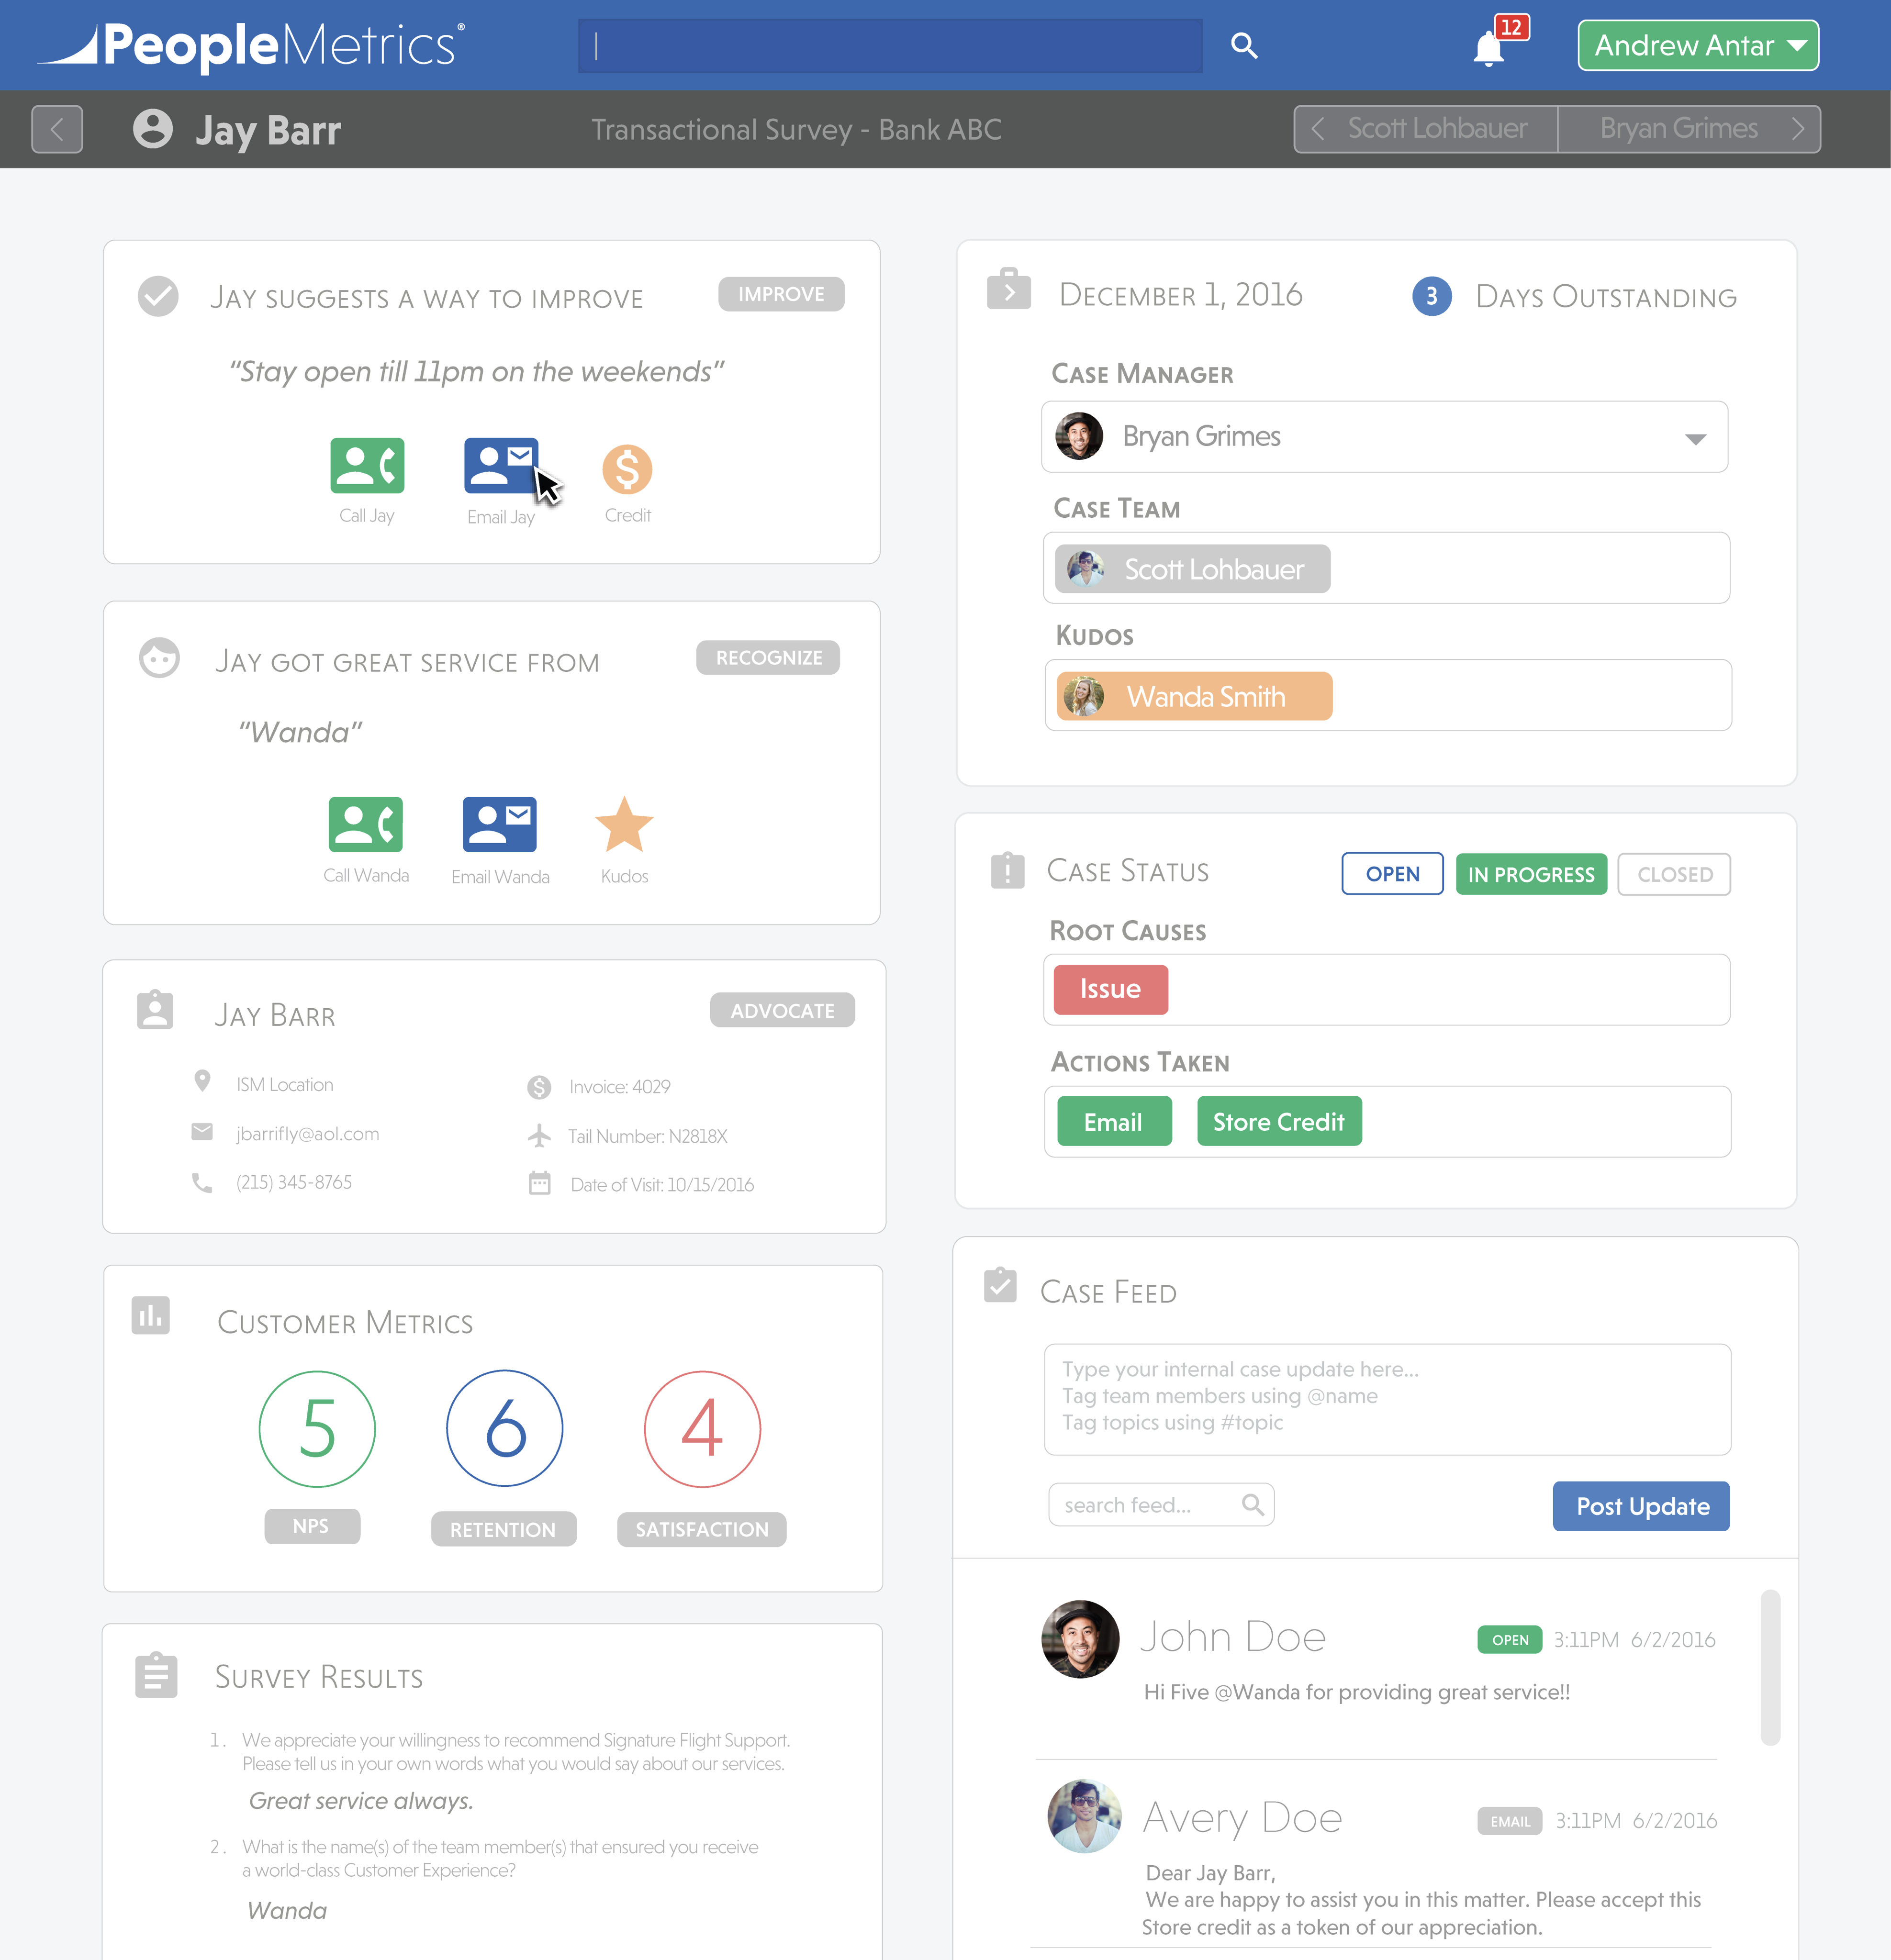 PeopleMetrics®
12
Andrew Antar
Jay Barr
Transactional Survey - Bank ABC
Scott Lohbauer
Bryan Grimes
Jay suggests a way to improve
IMPROVE
“Stay open till 11pm on the weekends”
Call Jay
Email Jay
Credit
Jay got great service from
RECOGNIZE
“Wanda”
Call Wanda
Email Wanda
Kudos
Jay Barr
ADVOCATE
ISM Location
Invoice: 4029
jbarrifly@aol.com
Tail Number: N2818X
(215) 345-8765
Date of Visit: 10/15/2016
Customer Metrics
5
6
4
NPS
RETENTION
SATISFACTION
Survey Results
1. We appreciate your willingness to recommend Signature Flight Support.
Please tell us in your own words what you would say about our services.
Great service always.
2. What is the name(s) of the team member(s) that ensured you receive
a world-class Customer Experience?
Wanda
December 1, 2016
3 Days Outstanding
Case Manager
Bryan Grimes
Case Team
Scott Lohbauer
Kudos
Wanda Smith
Case Status
OPEN
IN PROGRESS
CLOSED
Root Causes
Issue
Actions Taken
Email
Store Credit
Case Feed
Type your internal case update here...
Tag team members using @name
Tag topics using #topic
search feed...
Post Update
John Doe
OPEN
3:11PM 6/2/2016
Hi Five @Wanda for providing great service!!
Avery Doe
EMAIL
3:11PM 6/2/2016
Dear Jay Barr,
We are happy to assist you in this matter. Please accept this
Store credit as a token of our appreciation.